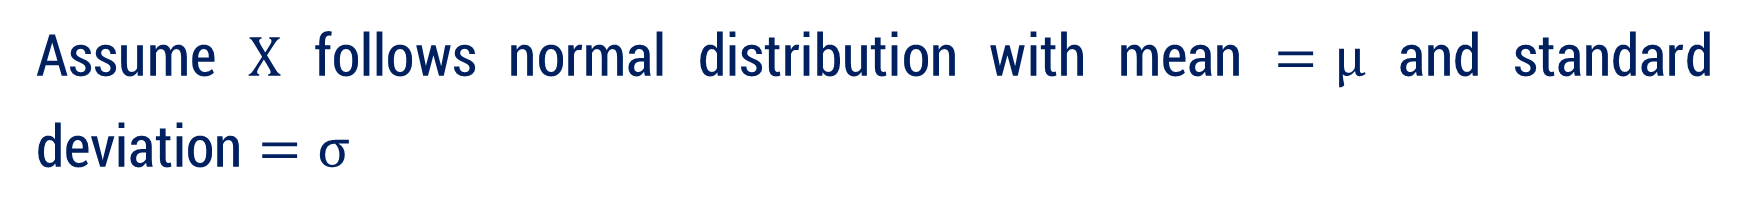 Assume X follows normal distribution with mean = μ and standard
deviation = σ